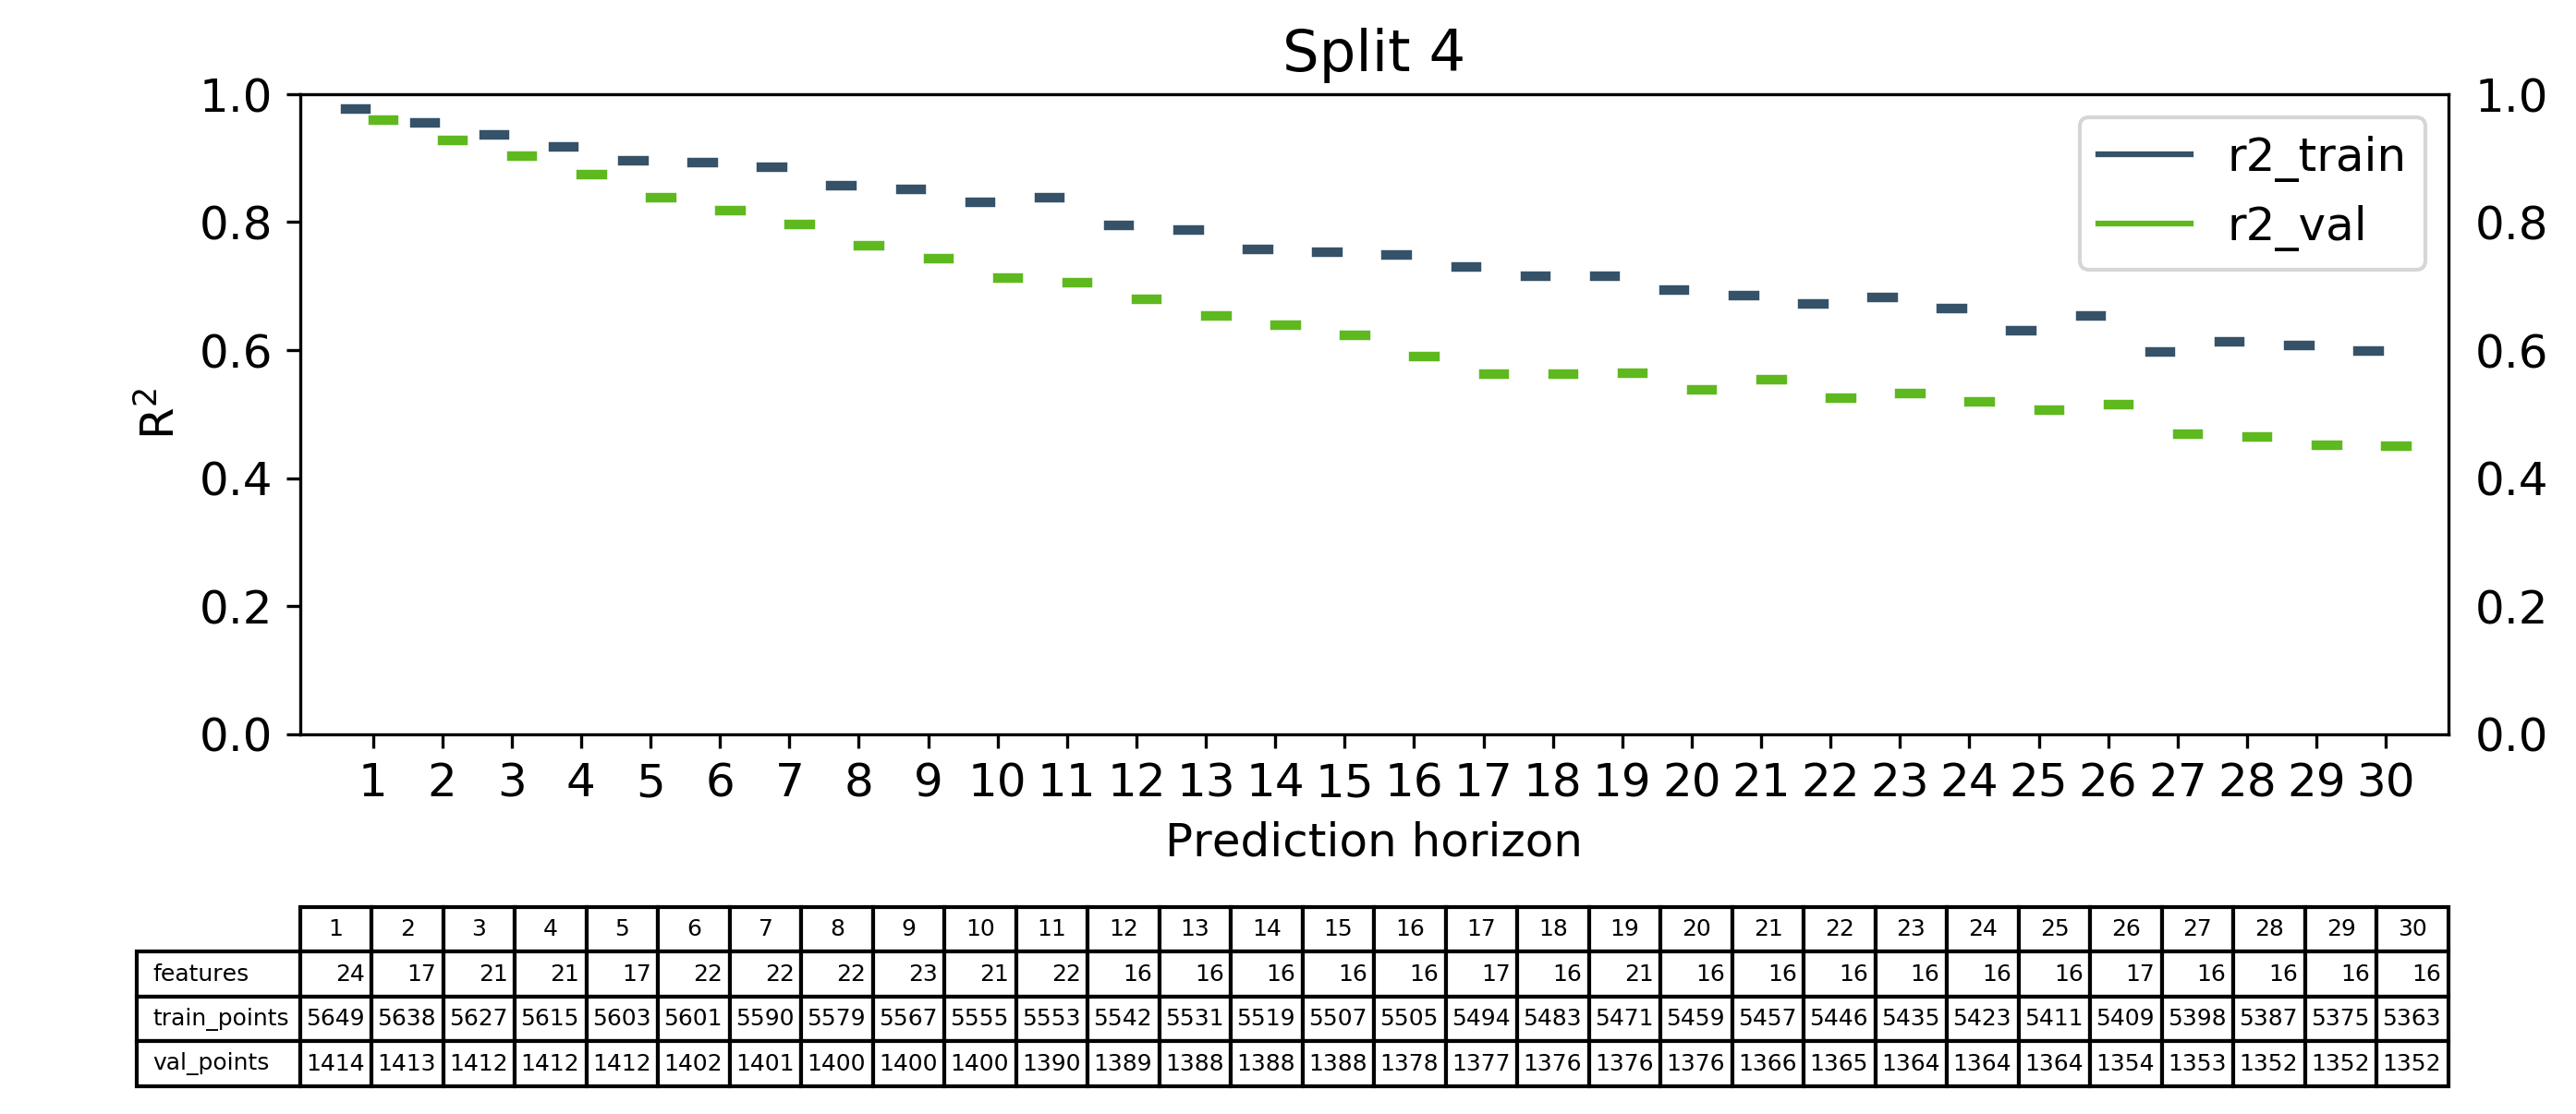 Split 4
1.0 1.0
r2_train
r2_val
0.8 0.8
0.6 0.6
R²
0.4 0.4
0.2 0.2
0.0 0.0
1 2 3 4 5 6 7 8 9 10 11 12 13 14 15 16 17 18 19 20 21 22 23 24 25 26 27 28 29 30
Prediction horizon
1 2 3 4 5 6 7 8 9 10 11 12 13 14 15 16 17 18 19 20 21 22 23 24 25 26 27 28 29 30
features 24 17 21 21 17 22 22 22 23 21 22 16 16 16 16 16 17 16 21 16 16 16 16 16 16 17 16 16 16 16
train_points 5649 5638 5627 5615 5603 5601 5590 5579 5567 5555 5553 5542 5531 5519 5507 5505 5494 5483 5471 5459 5457 5446 5435 5423 5411 5409 5398 5387 5375 5363
val_points 1414 1413 1412 1412 1412 1402 1401 1400 1400 1400 1390 1389 1388 1388 1388 1378 1377 1376 1376 1376 1366 1365 1364 1364 1364 1354 1353 1352 1352 1352